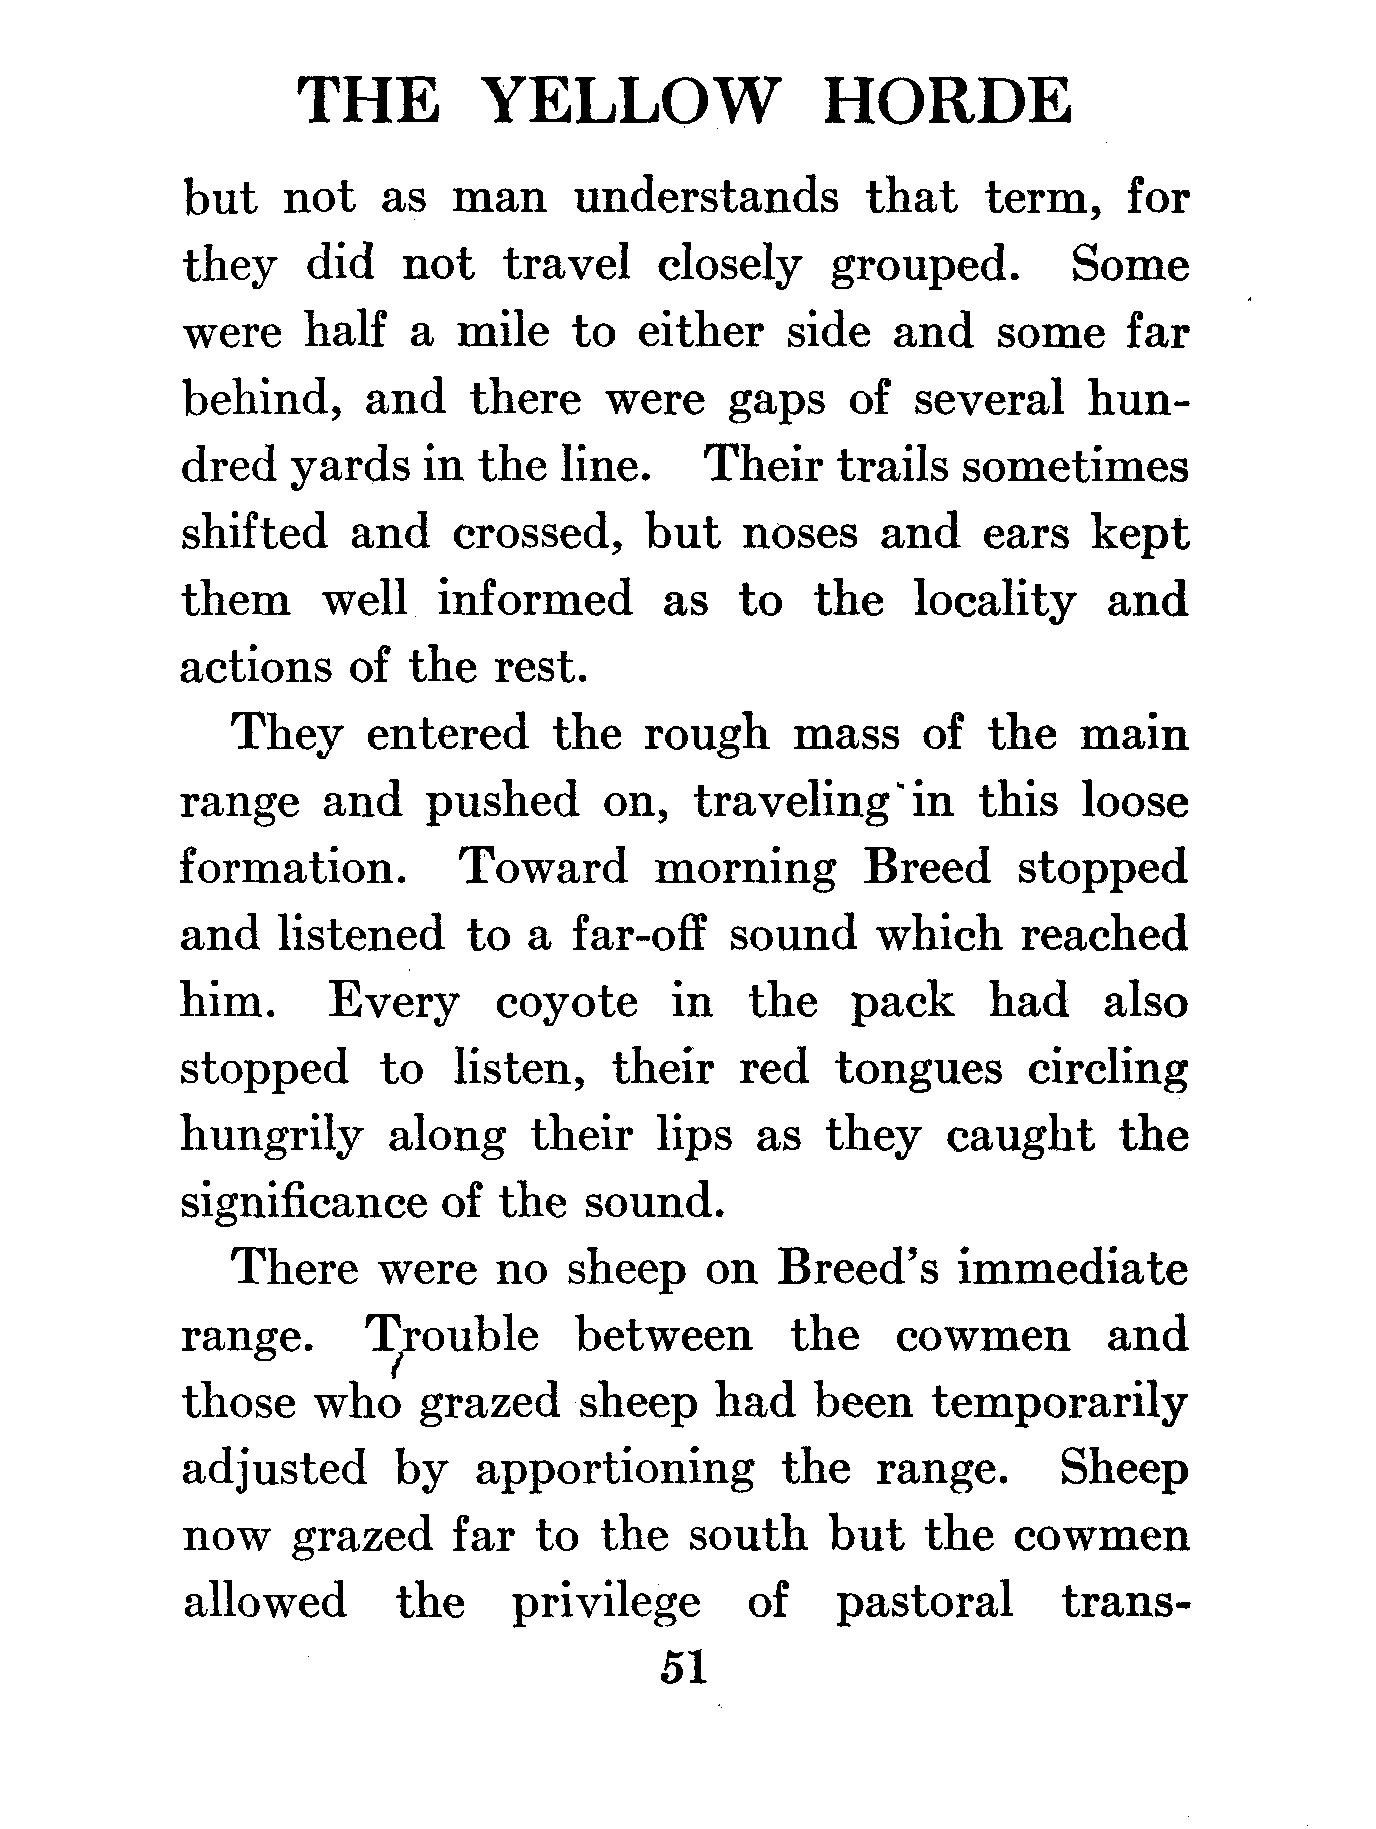 THE YELLOW HORDE
but not as man understands that term, for
they did not travel closely grouped. Some
were half a mile to either side and some far
behind, and there were gaps of several hun-
dred yards in the line. Their trails sometimes
shifted and crossed, but noses and ears kept
them well informed as to the locality and
actions of the rest.
They entered the rough mass of the main
range and pushed on, traveling in this loose
formation. Toward morning Breed stopped
and listened to a far-off sound which reached
him. Every coyote in the pack had also
stopped to listen, their red tongues circling
hungrily along their lips as they caught the
significance of the sound.
There were no sheep on Breed's immediate
range. Trouble between the cowmen and
those who grazed sheep had been temporarily
adjusted by apportioning the range. Sheep
now grazed far to the south but the cowmen
allowed the privilege of pastoral trans-
51